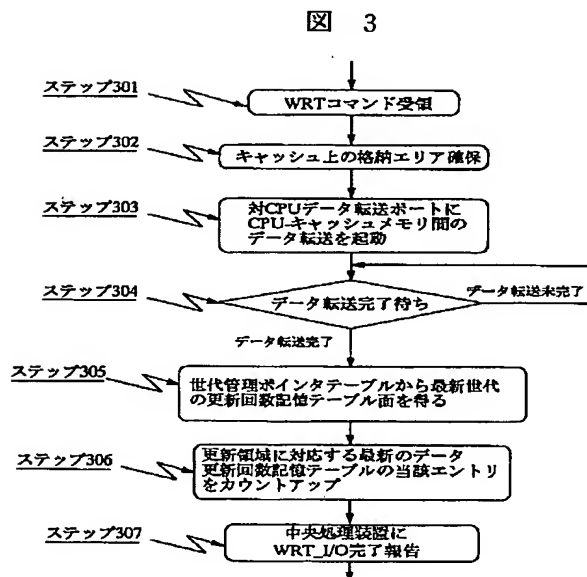 図 3
ステップ301
WRTコマンド受領
ステップ302
キャッシュ上の格納エリア確保
ステップ303
対CPUデータ転送ポートに
CPU-キャッシュメモリ間の
データ転送を起動
ステップ304
データ転送完了待ち
データ転送未完了
データ転送完了
ステップ305
世代管理ポインタテーブルから最新世代
の更新回数記憶テーブル面を得る
ステップ306
更新領域に対応する最新のデータ
更新回数記憶テーブルの当該エントリ
をカウントアップ
ステップ307
中央処理装置に
WRT_I/O完了報告